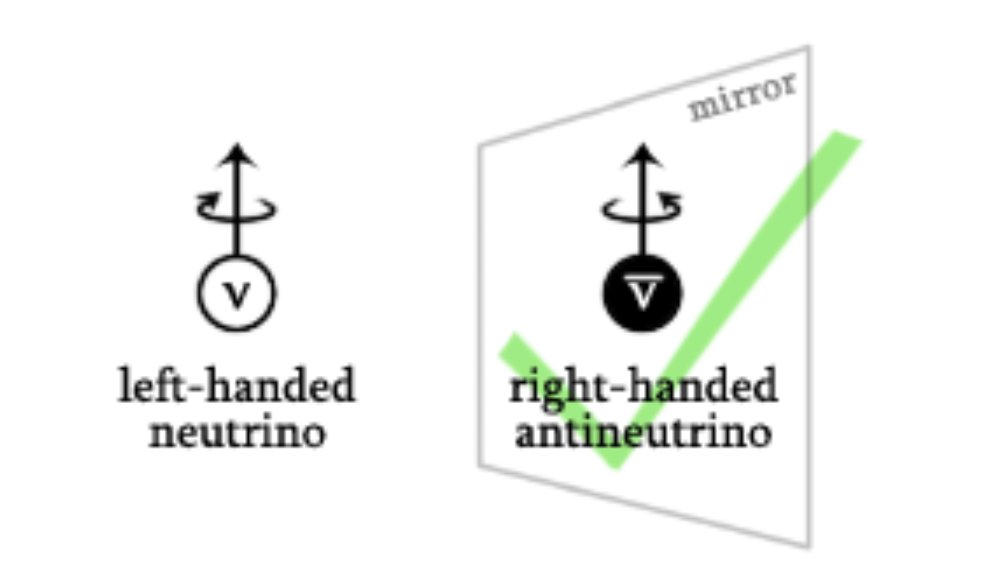 mirror
ν
ν̅
left-handed
neutrino
right-handed
antineutrino